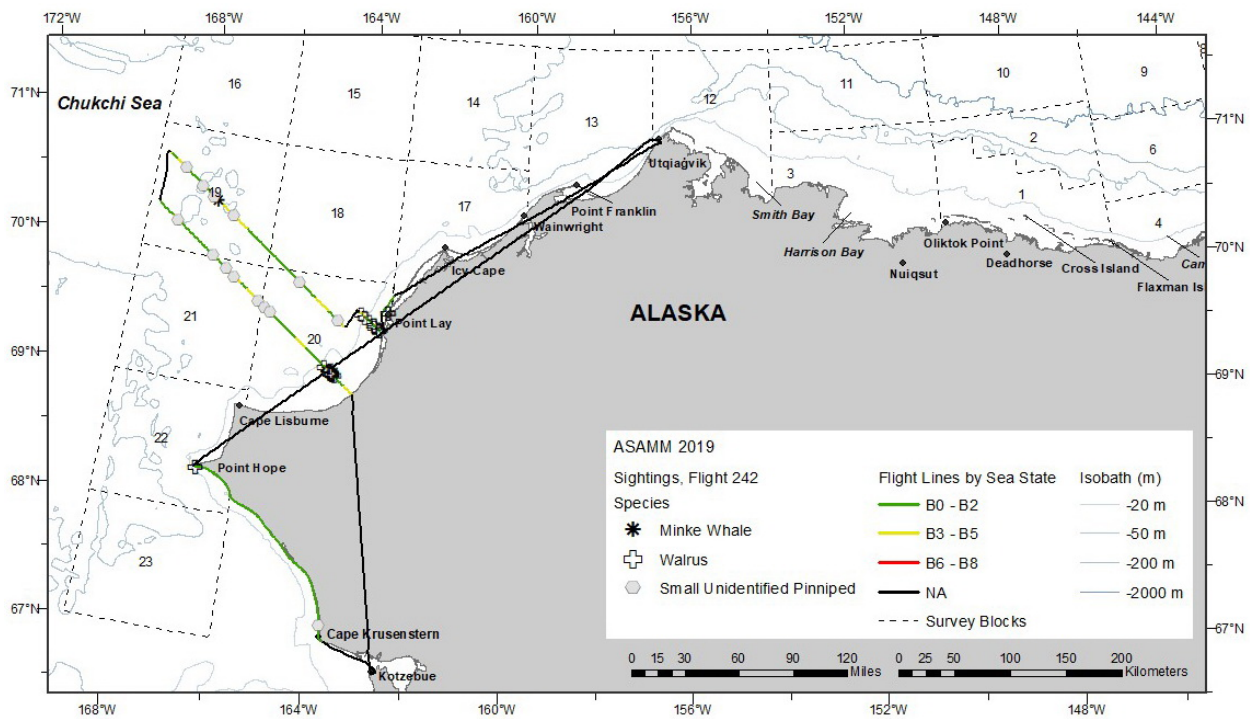 172°W
168°W
164°W
160°W
156°W
152°W
148°W
144°W
8
9
16
15
10
11
Chukchi Sea
14
12
71°N
71°N
13
2
6
Utqiaġvik
3
19
1
18
17
Point Franklin
Smith Bay
70°N
Wainwright
4
70°N
Harrison Bay
Oliktok Point
Cam
Icy Cape
Nuiqsut
Deadhorse
Cross Island
Flaxman Is
21
ALASKA
Point Lay
20
69°N
69°N
Cape Lisburne
22
ASAMM 2019
Point Hope
Sightings, Flight 242
Flight Lines by Sea State
Isobath (m)
68°N
68°N
Species
B0 - B2
-20 m
Minke Whale
B3 - B5
-50 m
23
Walrus
B6 - B8
-200 m
Small Unidentified Pinniped
NA
-2000 m
67°N
Survey Blocks
67°N
Cape Krusenstern
0 15 30 60 90 120
Miles
0 25 50 100 150 200
Kilometers
Kotzebue
168°W
164°W
160°W
156°W
152°W
148°W